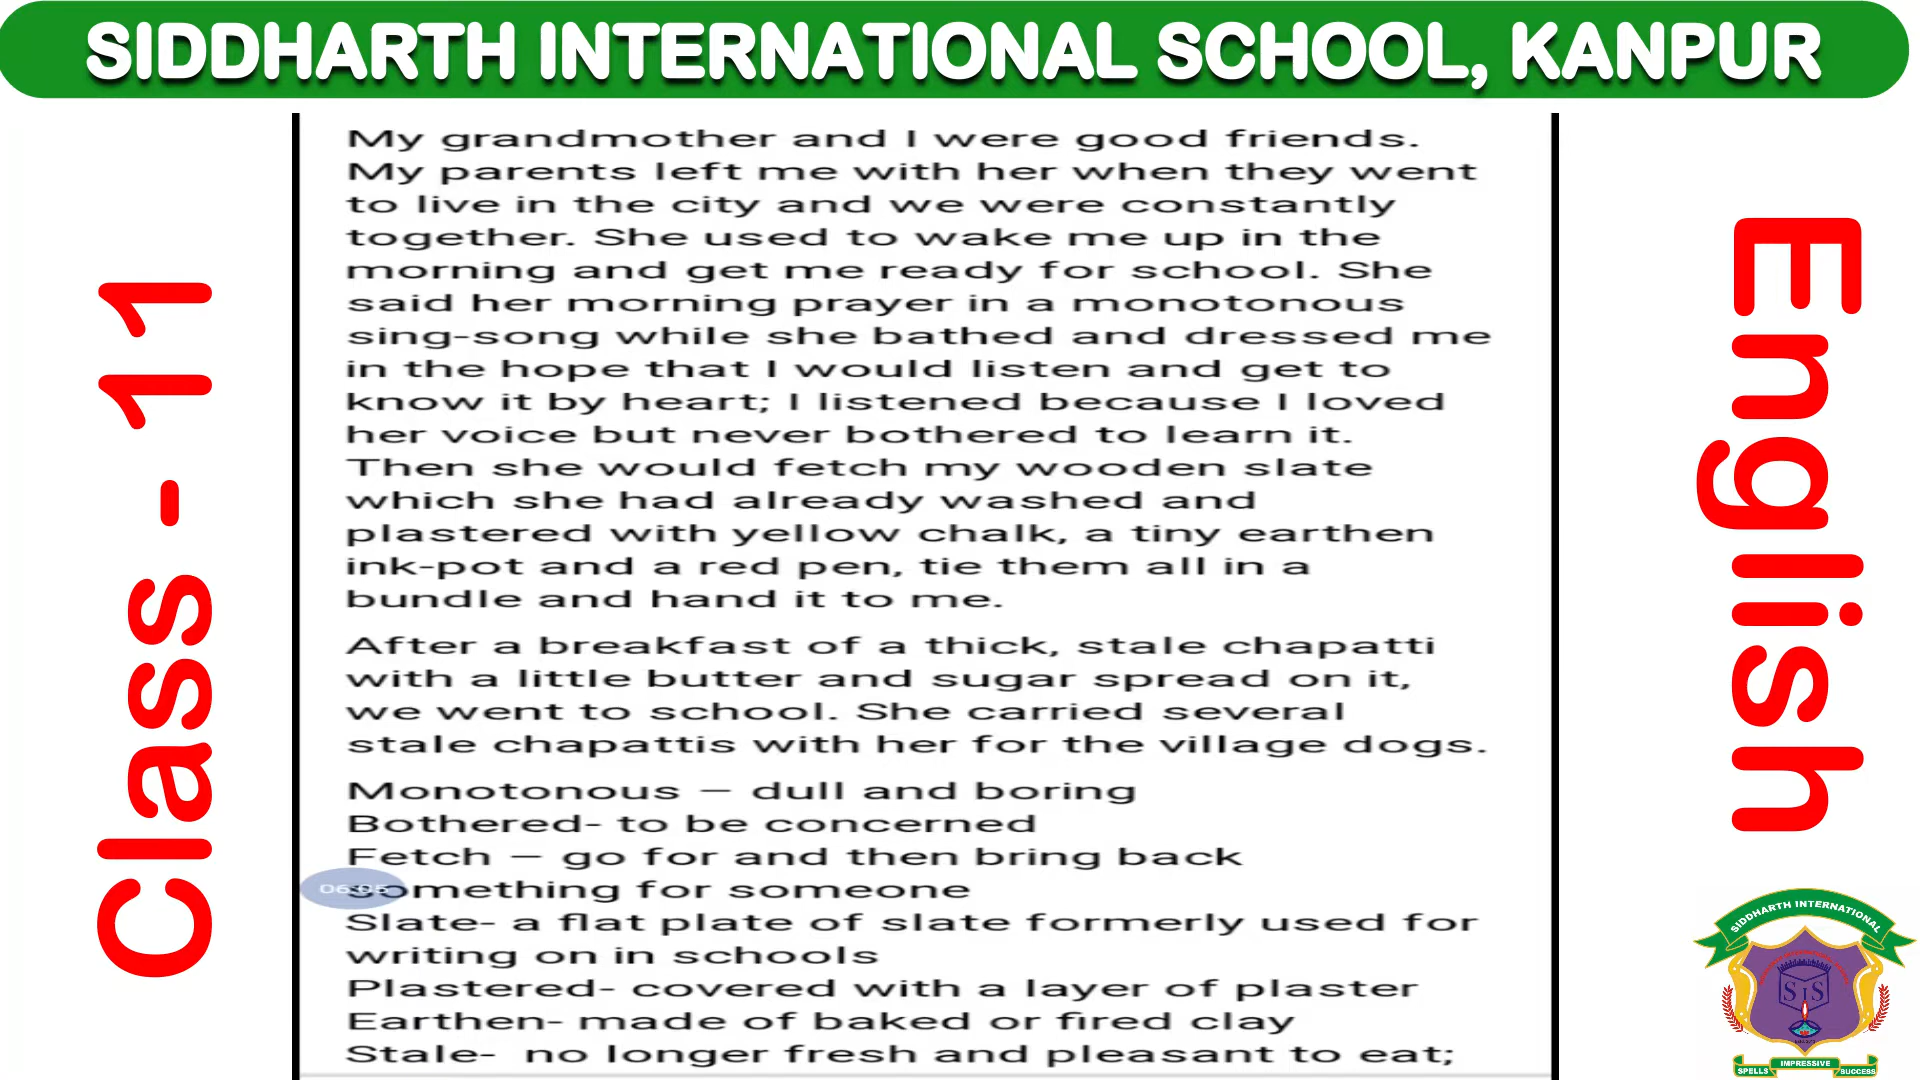 SIDDHARTH INTERNATIONAL SCHOOL, KANPUR
Class - 11
My grandmother and I were good friends.
My parents left me with her when they went
to live in the city and we were constantly
together. She used to wake me up in the
morning and get me ready for school. She
said her morning prayer in a monotonous
sing-song while she bathed and dressed me
in the hope that I would listen and get to
know it by heart; I listened because I loved
her voice but never bothered to learn it.
Then she would fetch my wooden slate
which she had already washed and
plastered with yellow chalk, a tiny earthen
ink-pot and a red pen, tie them all in a
bundle and hand it to me.
After a breakfast of a thick, stale chapatti
with a little butter and sugar spread on it,
we went to school. She carried several
stale chapattis with her for the village dogs.
Monotonous – dull and boring
Bothered- to be concerned
Fetch – go for and then bring back
something for someone
Slate- a flat plate of slate formerly used for
writing on in schools
Plastered- covered with a layer of plaster
Earthen- made of baked or fired clay
Stale- no longer fresh and pleasant to eat;
English
SIDDHARTH INTERNATIONAL
SIS
SPELLS IMPRESSIVE SUCCESS